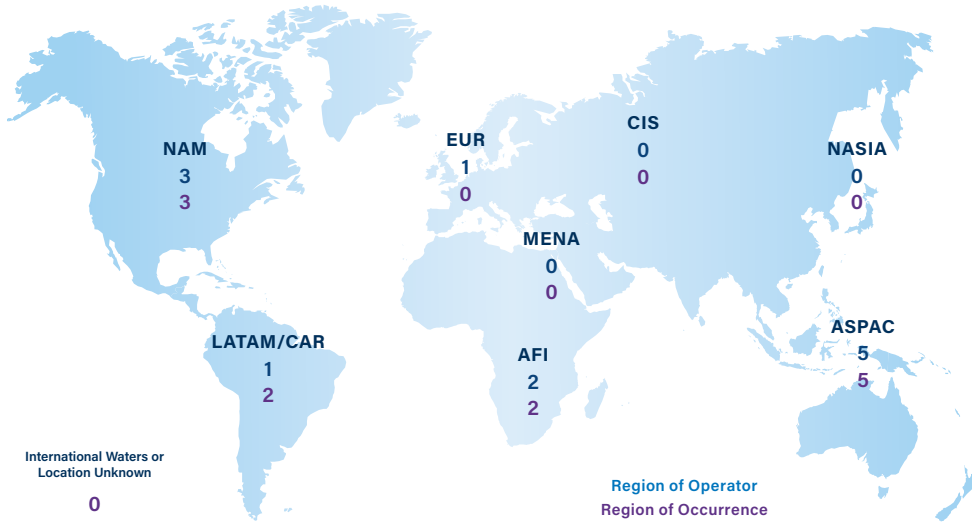 NAM
3
3
EUR
1
0
CIS
0
0
NASIA
0
0
MENA
0
0
LATAM/CAR
1
2
AFI
2
2
ASPAC
5
5
International Waters or
Location Unknown
0
Region of Operator
Region of Occurrence